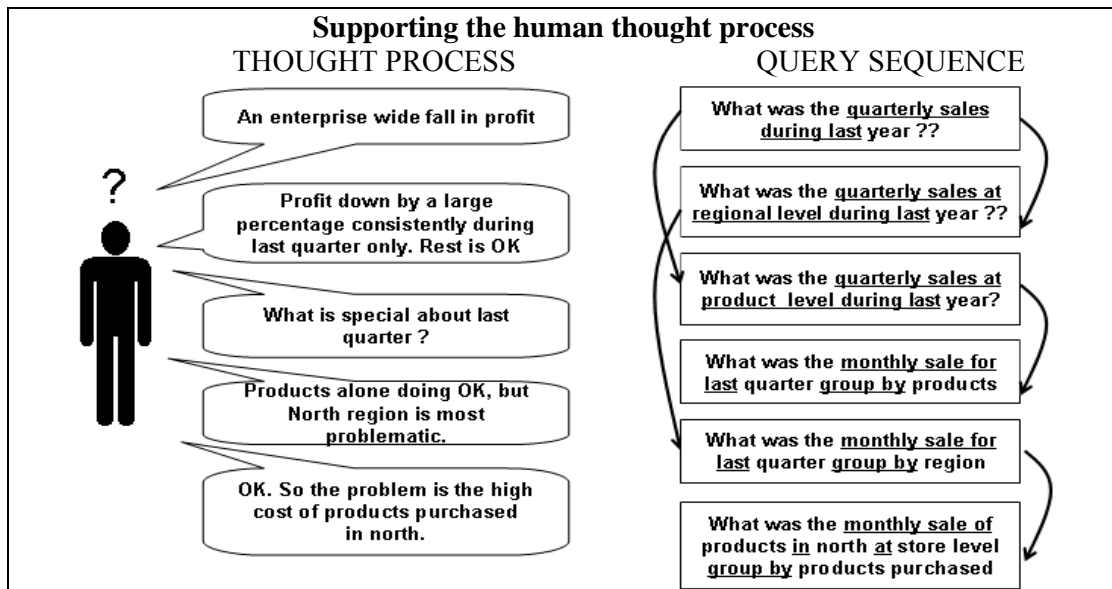 Supporting the human thought process
THOUGHT PROCESS
An enterprise wide fall in profit
?
Profit down by a large
percentage consistently during
last quarter only. Rest is OK
What is special about last
quarter ?
Products alone doing OK, but
North region is most
problematic.
OK. So the problem is the high
cost of products purchased
in north.
QUERY SEQUENCE
What was the quarterly sales
during last year ??
What was the quarterly sales at
regional level during last year ??
What was the quarterly sales at
product level during last year?
What was the monthly sale for
last quarter group by products
What was the monthly sale for
last quarter group by region
What was the monthly sale of
products in north at store level
group by products purchased